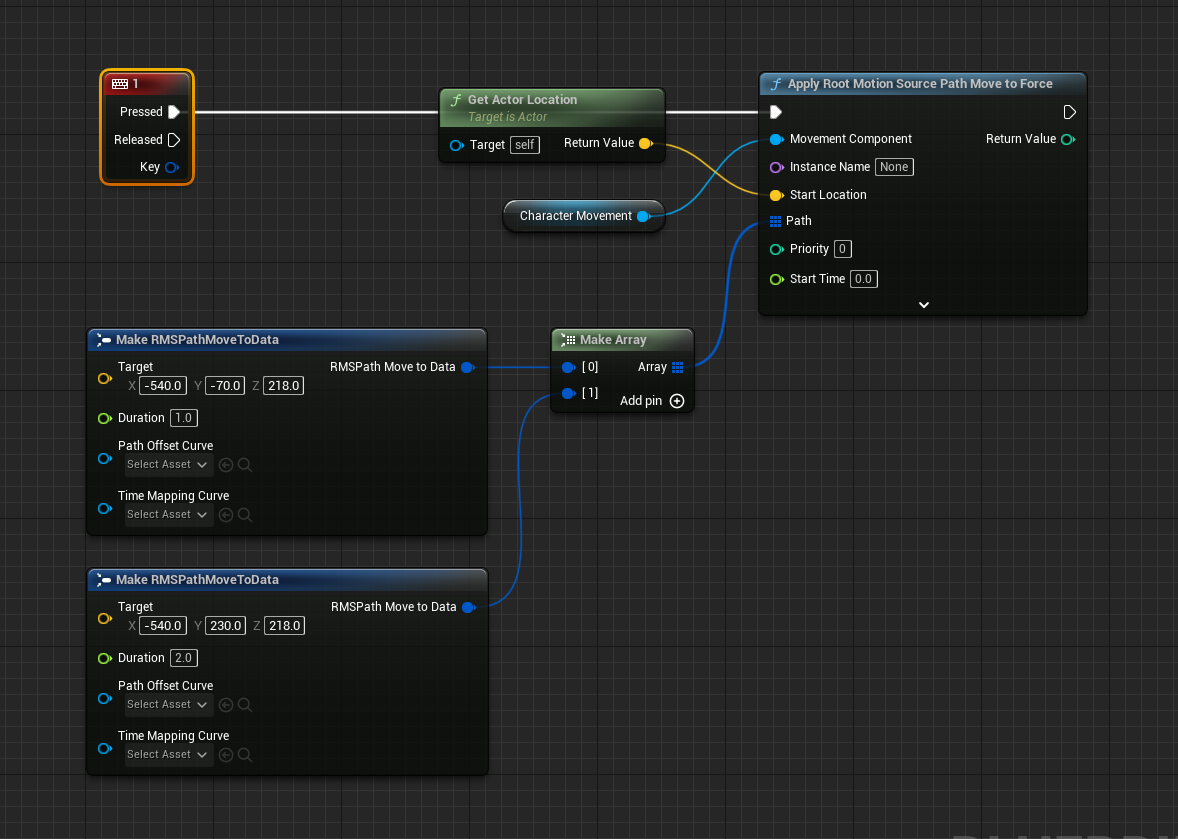 1
Pressed
Released
Key
Get Actor Location
Target is Actor
Target self
Return Value
Character Movement
Apply Root Motion Source Path Move to Force
Movement Component
Return Value
Instance Name None
Start Location
Path
Priority 0
Start Time 0.0
Make RMSPathMoveToData
Target
RMSPath Move to Data
X -540.0 Y -70.0 Z 218.0
Duration 1.0
Path Offset Curve
Select Asset
Time Mapping Curve
Select Asset
Make Array
[0]
Array
[1]
Add pin
Make RMSPathMoveToData
Target
RMSPath Move to Data
X -540.0 Y 230.0 Z 218.0
Duration 2.0
Path Offset Curve
Select Asset
Time Mapping Curve
Select Asset